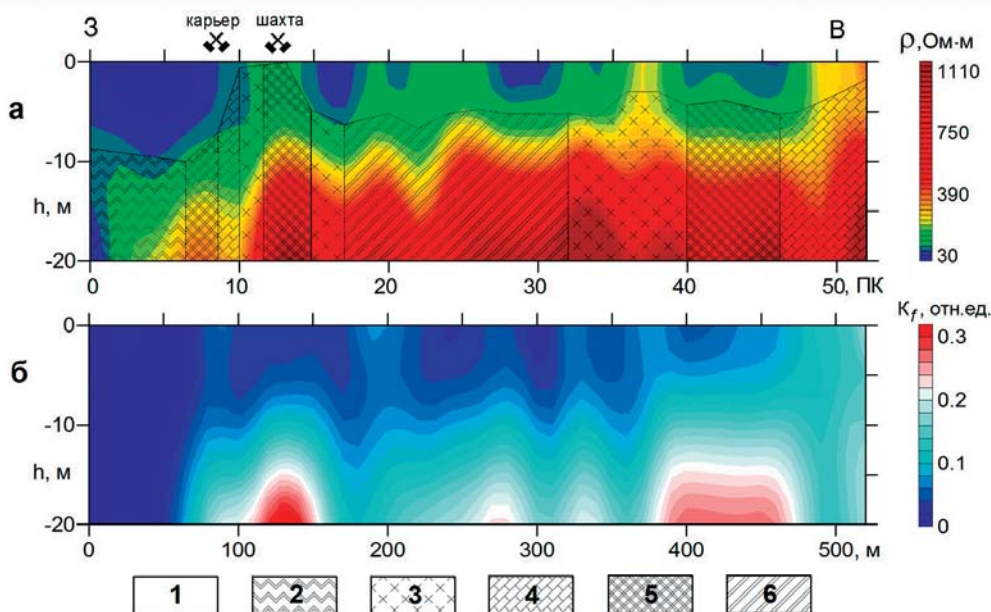 карьер шахта
З В
ρ,Ом·м
а
0
-10
h, м
-20
1110
750
390
30
0 10 20 30 40 50, ПК
б
0
-10
h, м
-20
K_f, отн.ед.
0.3
0.2
0.1
0
0 100 200 300 400 500, м
1 2 3 4 5 6